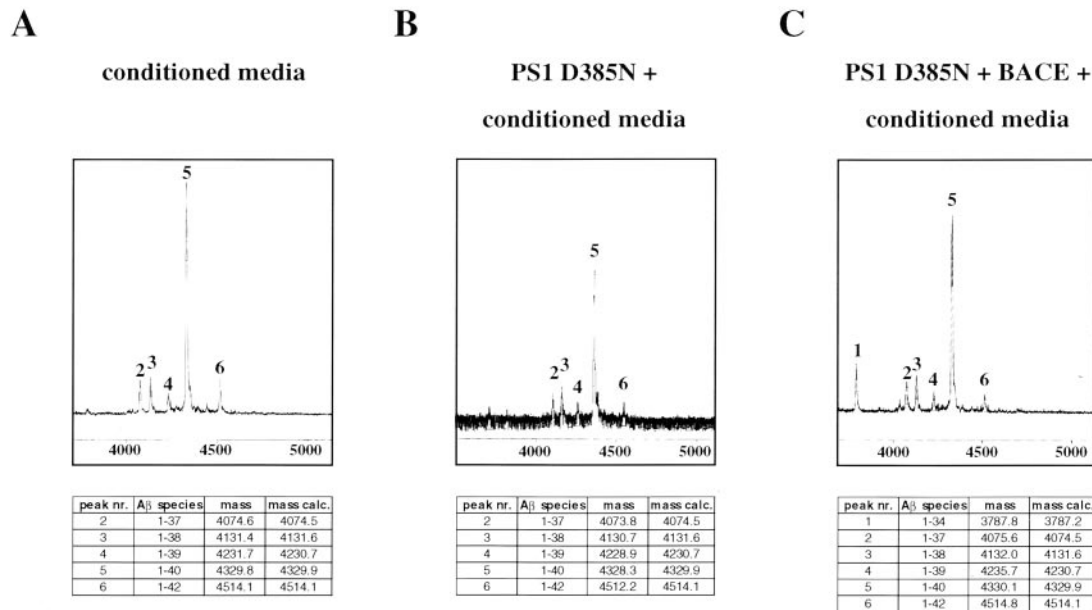 A
conditioned media
5
2 3 4 6
4000 4500 5000
peak nr. Aβ species mass mass calc.
2 1-37 4074.6 4074.5
3 1-38 4131.4 4131.6
4 1-39 4231.7 4230.7
5 1-40 4329.8 4329.9
6 1-42 4514.1 4514.1
B
PS1 D385N +
conditioned media
5
2 3 4 6
4000 4500 5000
peak nr. Aβ species mass mass calc.
2 1-37 4073.8 4074.5
3 1-38 4130.7 4131.6
4 1-39 4228.9 4230.7
5 1-40 4328.3 4329.9
6 1-42 4512.2 4514.1
C
PS1 D385N + BACE +
conditioned media
5
1 2 3 4 6
4000 4500 5000
peak nr. Aβ species mass mass calc.
1 1-34 3787.8 3787.2
2 1-37 4075.6 4074.5
3 1-38 4132.0 4131.6
4 1-39 4235.7 4230.7
5 1-40 4330.1 4329.9
6 1-42 4514.8 4514.1